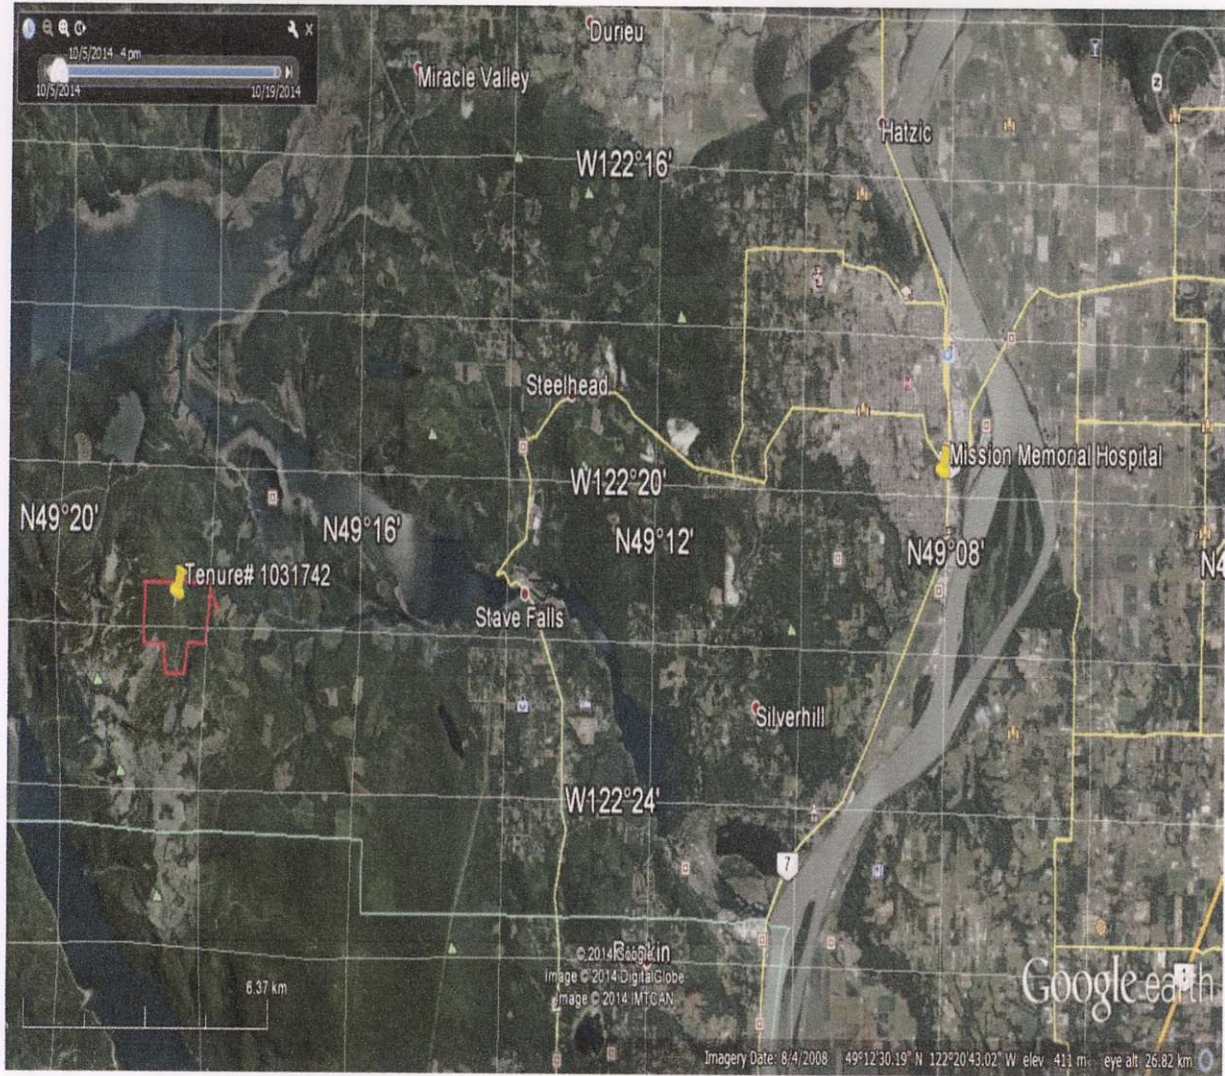 Durieu
10/5/2014 4 pm
Miracle Valley
10/5/2014
10/19/2014
Hatzic
W122°16'
Steelhead
Mission Memorial Hospital
W122°20'
N49°20'
N49°16'
N49°12'
N49°08'
Tenure# 1031742
Stave Falls
Silverhill
W122°24'
7
© 2014 Google
Image © 2014 DigitalGlobe
Image © 2014 IMTCAN
6.37 km
Google earth
Imagery Date: 8/4/2008 49°12'30.19" N 122°20'43.02" W elev 411 m eye alt 26.82 km